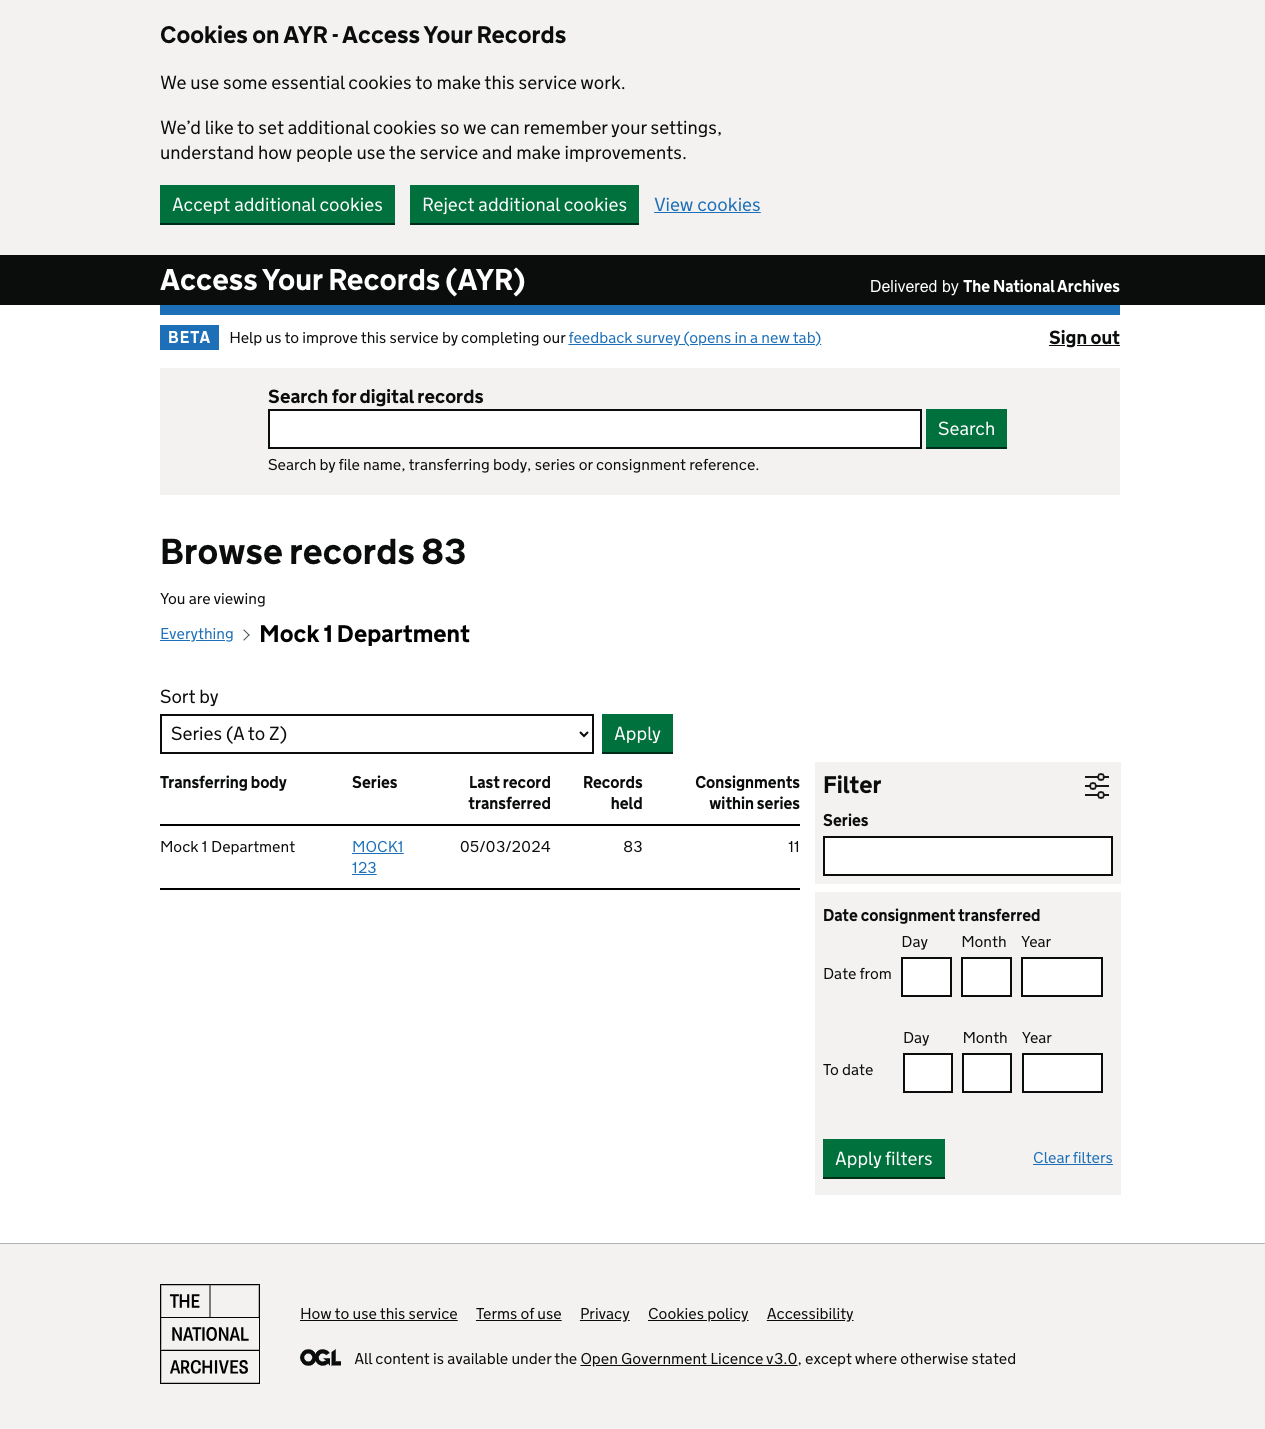 Cookies on AYR - Access Your Records
We use some essential cookies to make this service work.
We’d like to set additional cookies so we can remember your settings,
understand how people use the service and make improvements.
Accept additional cookies Reject additional cookies View cookies
Access Your Records (AYR) Delivered by The National Archives
BETA Help us to improve this service by completing our feedback survey (opens in a new tab) Sign out
Search for digital records
Search
Search by file name, transferring body, series or consignment reference.
Browse records 83
You are viewing
Everything Mock 1 Department
Sort by
Series (A to Z) Apply
Transferring body Series Last record transferred Records held Consignments within series
Mock 1 Department MOCK1 123 05/03/2024 83 11
Filter
Series
Date consignment transferred
Day Month Year
Date from
Day Month Year
To date
Apply filters Clear filters
THE
NATIONAL
ARCHIVES
How to use this service Terms of use Privacy Cookies policy Accessibility
OGL All content is available under the Open Government Licence v3.0, except where otherwise stated